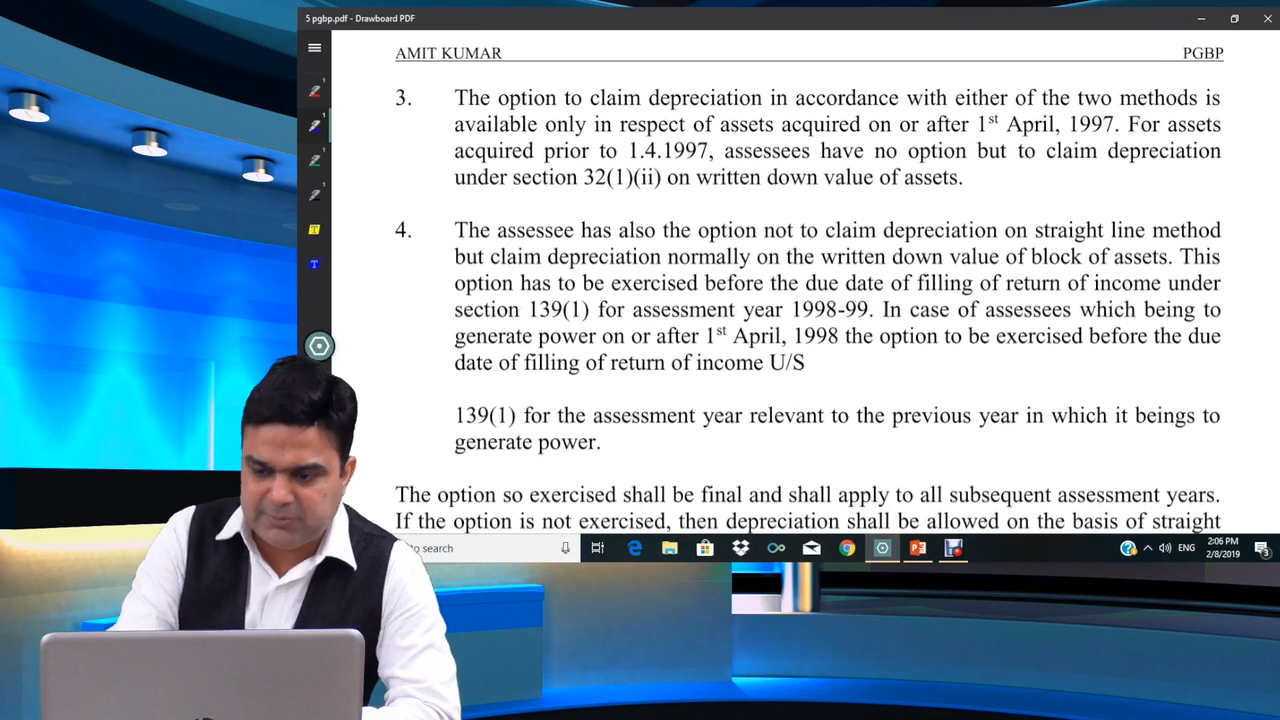 5 pgbp.pdf - Drawboard PDF
AMIT KUMAR PGBP
3. The option to claim depreciation in accordance with either of the two methods is
available only in respect of assets acquired on or after 1st April, 1997. For assets
acquired prior to 1.4.1997, assessees have no option but to claim depreciation
under section 32(1)(ii) on written down value of assets.
4. The assessee has also the option not to claim depreciation on straight line method
but claim depreciation normally on the written down value of block of assets. This
option has to be exercised before the due date of filling of return of income under
section 139(1) for assessment year 1998-99. In case of assessees which being to
generate power on or after 1st April, 1998 the option to be exercised before the due
date of filling of return of income U/S
139(1) for the assessment year relevant to the previous year in which it beings to
generate power.
The option so exercised shall be final and shall apply to all subsequent assessment years.
If the option is not exercised, then depreciation shall be allowed on the basis of straight
to search
ENG
2:06 PM
2/8/2019
3